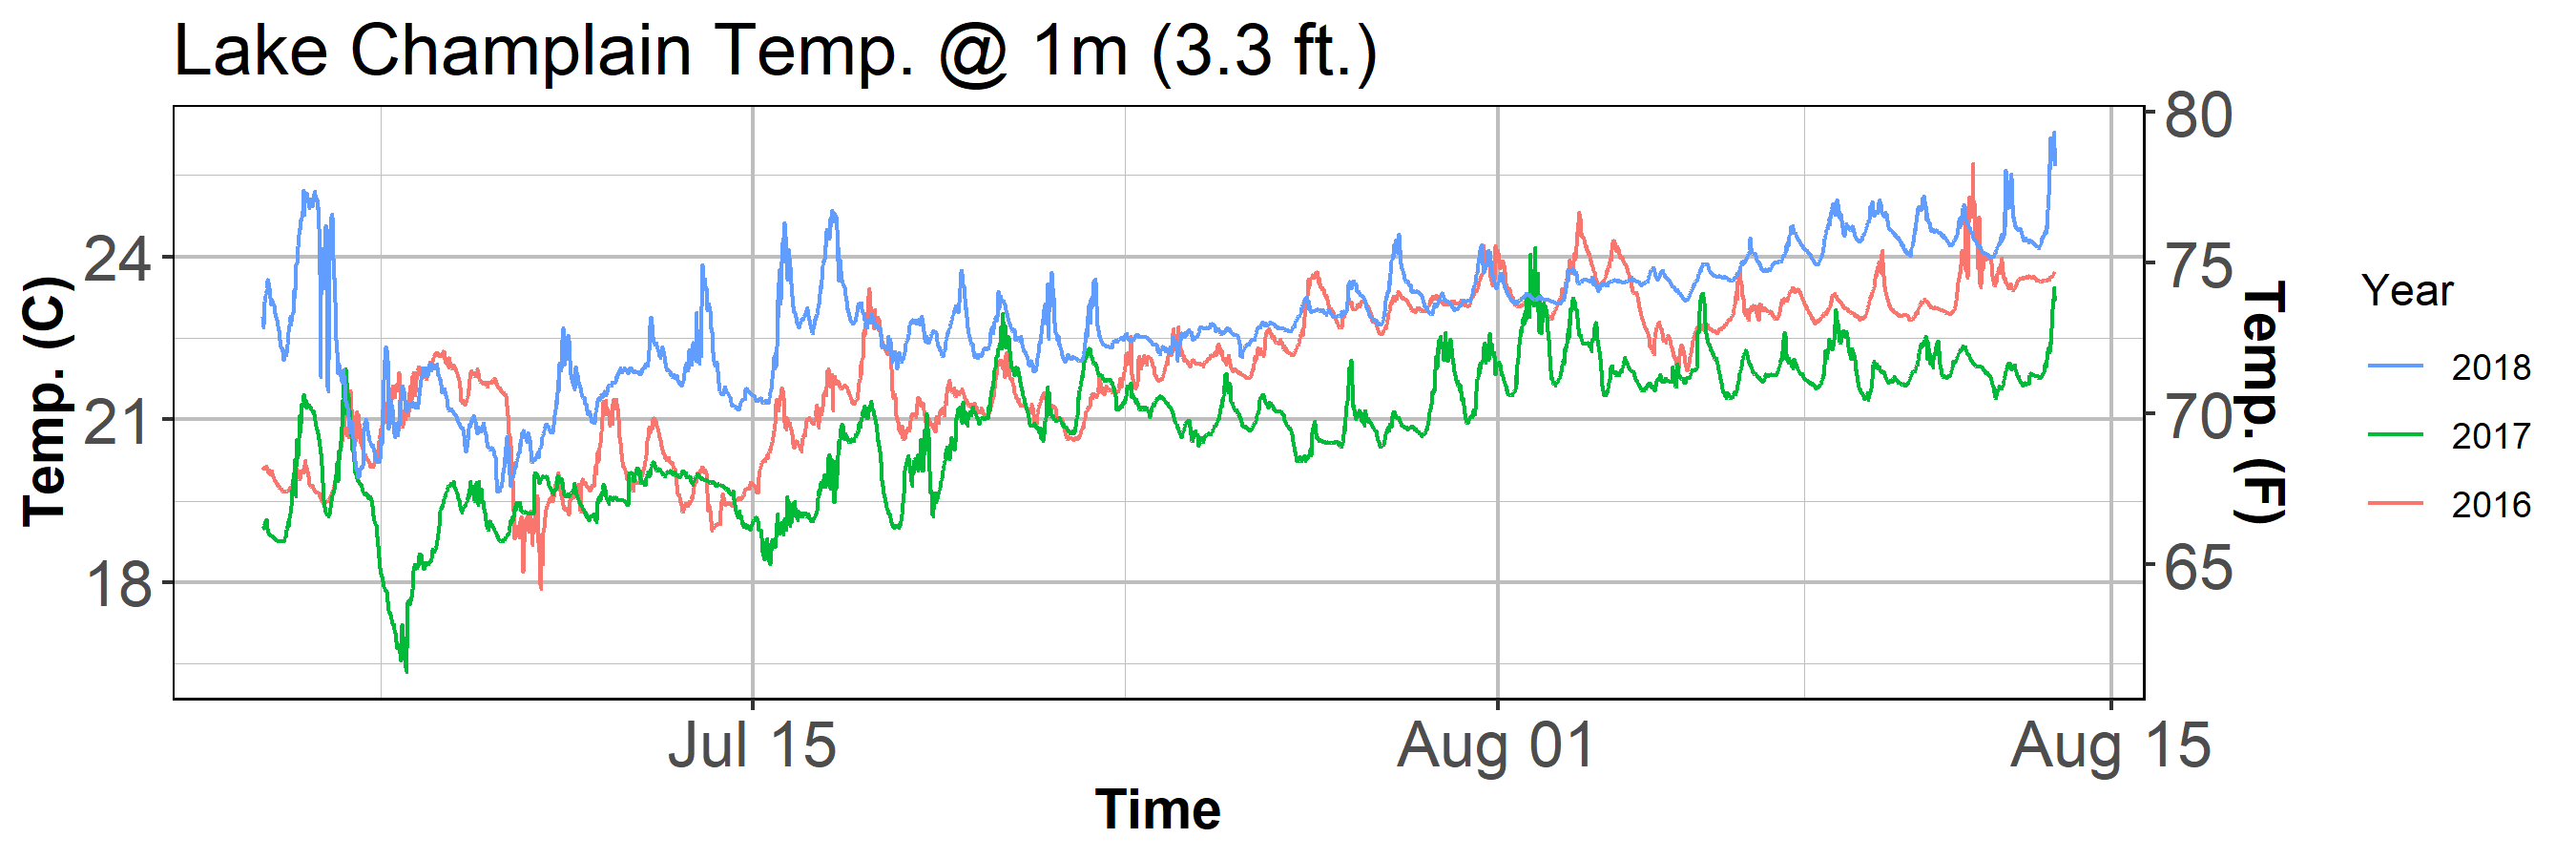 Lake Champlain Temp. @ 1m (3.3 ft.)
Temp. (C)
24
21
18
80
75
70
65
Temp. (F)
Jul 15
Aug 01
Aug 15
Time
Year
2018
2017
2016